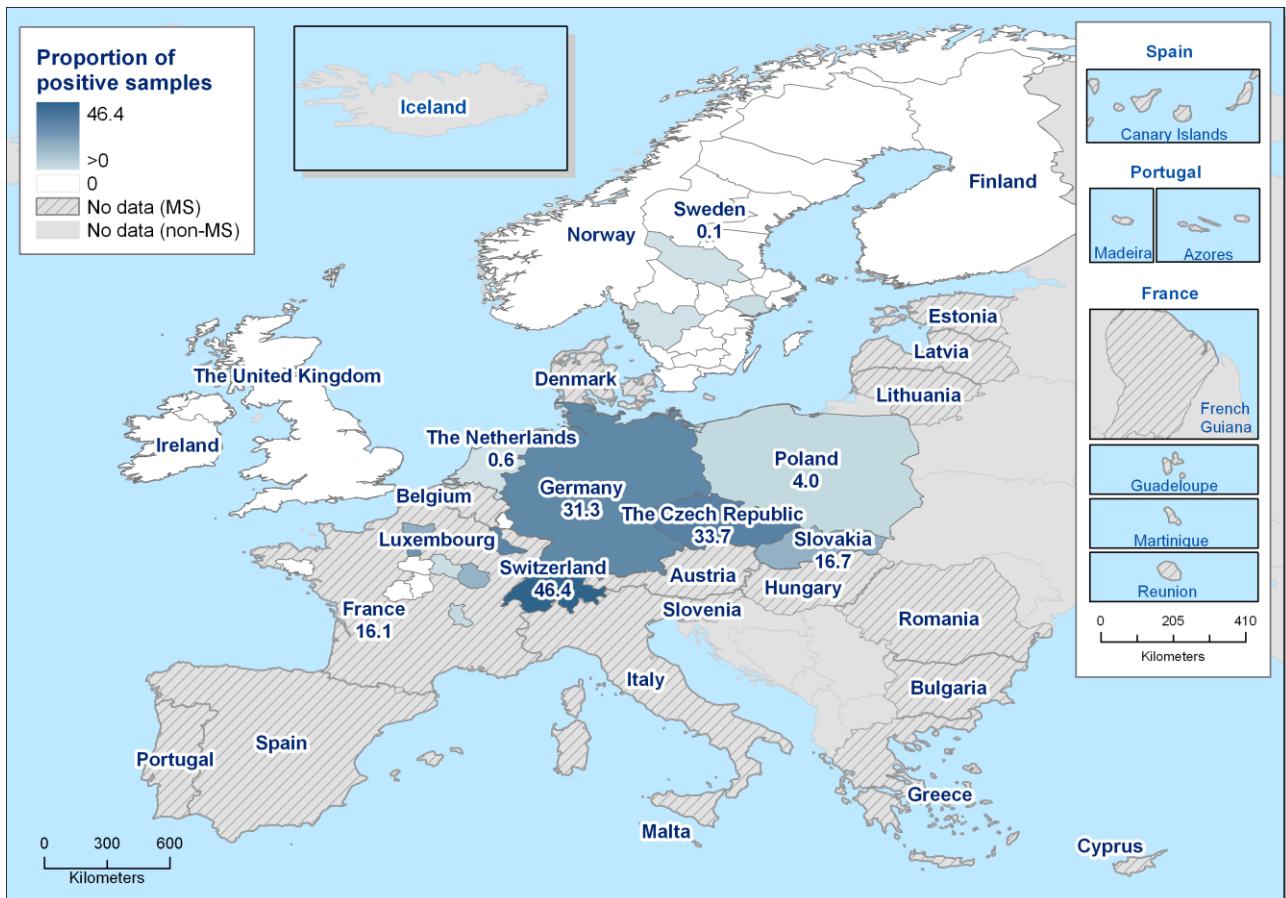 Proportion of
positive samples
46.4
>0
0
No data (MS)
No data (non-MS)
Iceland
Spain
Canary Islands
Portugal
Madeira
Azores
France
French
Guiana
Guadeloupe
Martinique
Reunion
0 205 410
Kilometers
Finland
Sweden
0.1
Norway
Estonia
Latvia
Denmark
Lithuania
The United Kingdom
Ireland
The Netherlands
0.6
Poland
4.0
Belgium
Germany
31.3
The Czech Republic
33.7
Luxembourg
Slovakia
16.7
Switzerland
46.4
Austria
Hungary
France
16.1
Slovenia
Romania
Italy
Bulgaria
Spain
Portugal
Greece
Malta
Cyprus
0 300 600
Kilometers